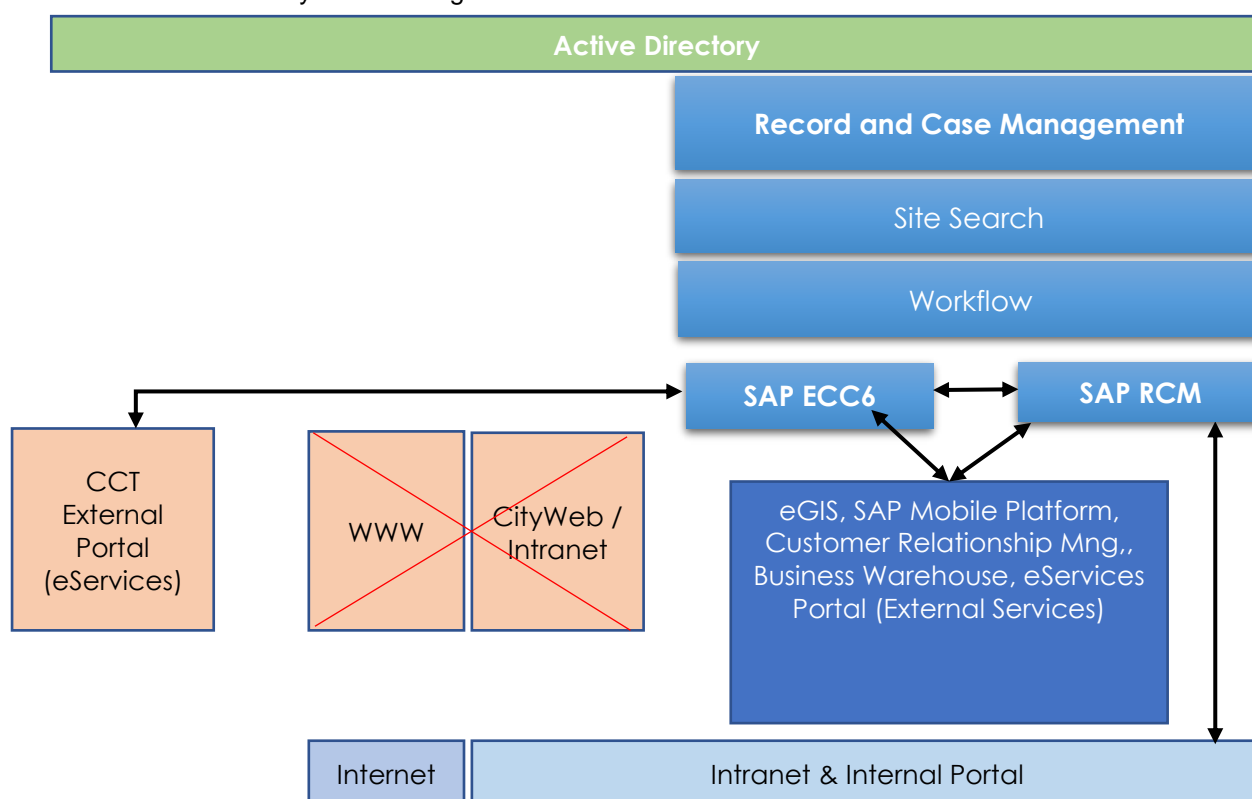 Active Directory
Record and Case Management
Site Search
Workflow
SAP ECC6
SAP RCM
CCT
External
Portal
(eServices)
WWW
CityWeb /
Intranet
eGIS, SAP Mobile Platform,
Customer Relationship Mng,,
Business Warehouse, eServices
Portal (External Services)
Internet
Intranet & Internal Portal